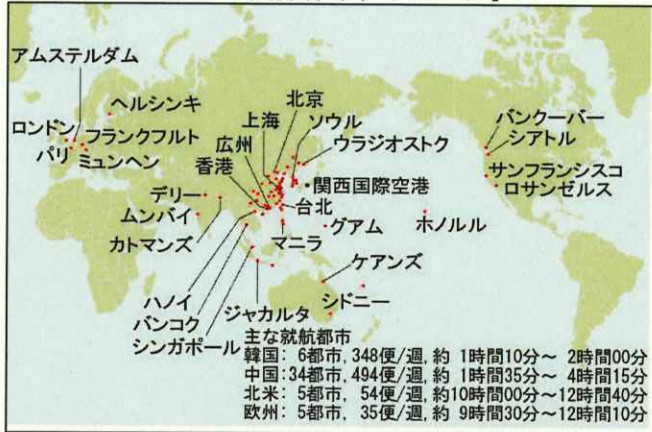 アムステルダム
ヘルシンキ
北京
上海
ソウル
ロンドン
フランクフルト
広州
ウラジオストク
パリ
ミュンヘン
香港
関西国際空港
デリー
台北
ムンバイ
グアム
ホノルル
カトマンズ
マニラ
バンクーバー
シアトル
サンフランシスコ
ロサンゼルス
ケアンズ
ハノイ
ジャカルタ
シドニー
バンコク
シンガポール
主な就航都市
韓国: 6都市, 348便/週, 約 1時間10分~ 2時間00分
中国:34都市, 494便/週, 約 1時間35分~ 4時間15分
北米: 5都市, 54便/週, 約10時間00分~12時間40分
欧州: 5都市, 35便/週, 約 9時間30分~12時間10分